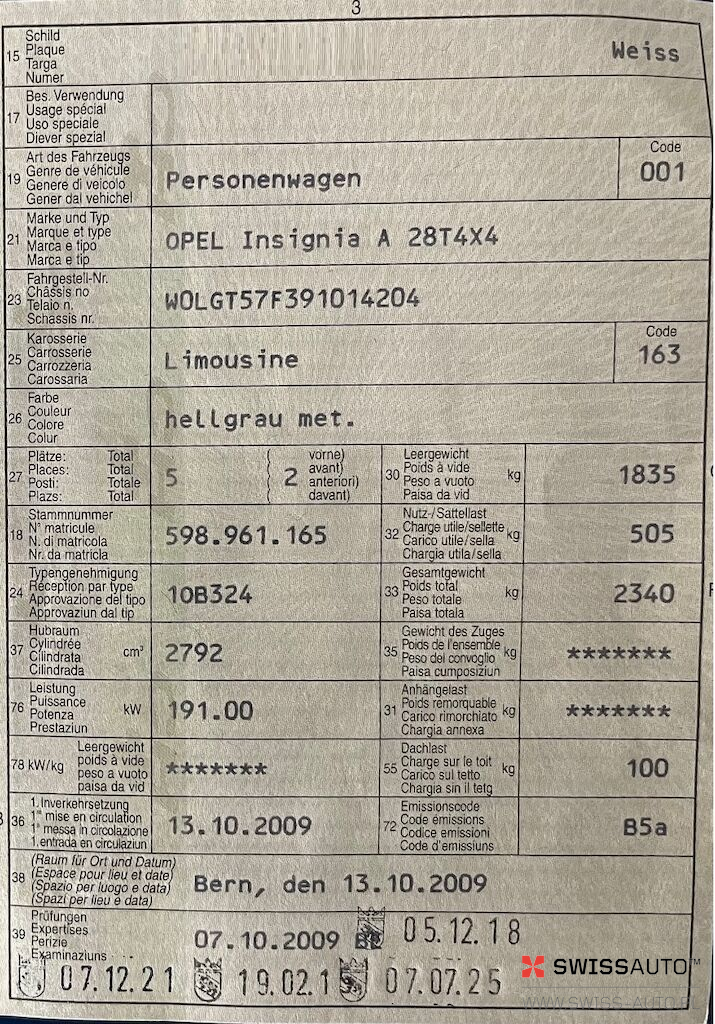 3
15 Schild
Plaque
Targa
Numer
Weiss
17 Bes. Verwendung
Usage spécial
Uso speciale
Diever spezial
19 Art des Fahrzeugs
Genre de véhicule
Genere di veicolo
Gener dal vehichel
Personenwagen
Code
001
21 Marke und Typ
Marque et type
Marca e tipo
Marca e tip
OPEL Insignia A 28T4X4
23 Fahrgestell-Nr.
Châssis no
Telaio n.
Schassis nr.
WOLGT57F391014204
25 Karosserie
Carrosserie
Carrozzeria
Carossaria
Limousine
Code
163
26 Farbe
Couleur
Colore
Colur
hellgrau met.
27 Plätze: Total
Places: Total
Posti: Totale
Plazs: Total
5
2
vorne)
avant)
anteriori)
davant)
30 Leergewicht
Poids à vide
Peso a vuoto
Paisa da vid
kg
1835
18 Stammnummer
N° matricule
N. di matricola
Nr. da matricla
598.961.165
32 Nutz-/Sattellast
Charge utile/sellette
Carico utile/sella
Chargia utila/sella
kg
505
24 Typengenehmigung
Réception par type
Approvazione del tipo
Approvaziun dal tip
10B324
33 Gesamtgewicht
Poids total
Peso totale
Paisa totala
kg
2340
37 Hubraum
Cylindrée
Cilindrata
Cilindrada
cm³
2792
35 Gewicht des Zuges
Poids de l'ensemble
Peso del convoglio
Paisa cumposiziun
kg
*******
76 Leistung
Puissance
Potenza
Prestaziun
kW
191.00
31 Anhängelast
Poids remorquable
Carico rimorchiato
Chargia annexa
kg
*******
78 kW/kg
Leergewicht
poids à vide
peso a vuoto
paisa da vid
*******
55 Dachlast
Charge sur le toit
Carico sul tetto
Chargia sin il tetg
kg
100
36 1. Inverkehrsetzung
1re mise en circulation
1a messa in circolazione
1. entrada en circulaziun
13.10.2009
72 Emissionscode
Code émissions
Codice emissioni
Code d'emissiuns
B5a
38 (Raum für Ort und Datum)
(Espace pour lieu et date)
(Spazio per luogo e data)
(Spazi per lieu e data)
Bern, den 13.10.2009
39 Prüfungen
Expertises
Perizie
Examinaziuns
07.10.2009
05.12.18
07.12.21
19.02.1
07.07.25
SWISSAUTO™